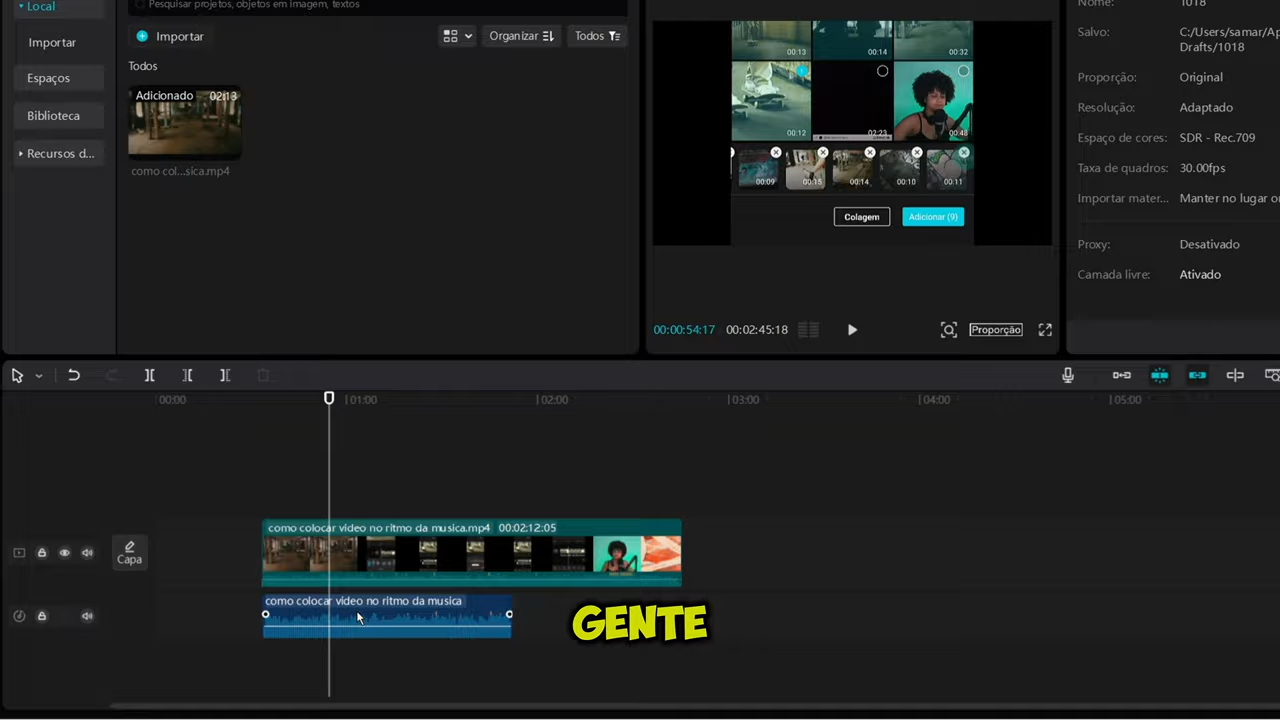 Local
Pesquisar projetos, objetos em imagem, textos
Importar
Importar
Organizar
Todos
Todos
Espaços
Biblioteca
Recursos d...
Adicionado 02:13
como col...sica.mp4
00:13
00:14
00:32
00:12
02:23
00:48
00:09
00:15
00:14
00:10
00:11
Colagem
Adicionar (9)
00:00:54:17 00:02:45:18
Proporção
Nome: 1018
Salvo: C:/Users/samar/Ap
Drafts/1018
Proporção: Original
Resolução: Adaptado
Espaço de cores: SDR - Rec.709
Taxa de quadros: 30.00fps
Importar mater... Manter no lugar o
Proxy: Desativado
Camada livre: Ativado
00:00
01:00
02:00
03:00
04:00
05:00
Capa
como colocar video no ritmo da musica.mp4 00:02:12:05
como colocar video no ritmo da musica
GENTE